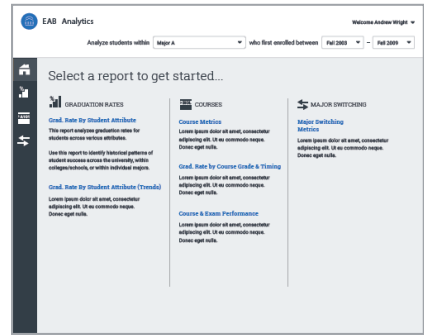 EAB Analytics
Welcome Andrew Wright
Analyze students within Major A who first enrolled between Fall 2003 – Fall 2009
Select a report to get started...
GRADUATION RATES
Grad. Rate By Student Attribute
This report analyzes graduation rates for
students across various attributes.
Use this report to identify historical patterns of
student success across the university, within
colleges/schools, or within individual majors.
Grad. Rate By Student Attribute (Trends)
Lorem ipsum dolor sit amet, consectetur
adipiscing elit. Ut eu commodo neque.
Donec eget nulla.
COURSES
Course Metrics
Lorem ipsum dolor sit amet, consectetur
adipiscing elit. Ut eu commodo neque.
Donec eget nulla.
Grad. Rate by Course Grade & Timing
Lorem ipsum dolor sit amet, consectetur
adipiscing elit. Ut eu commodo neque.
Donec eget nulla.
Course & Exam Performance
Lorem ipsum dolor sit amet, consectetur
adipiscing elit. Ut eu commodo neque.
Donec eget nulla.
MAJOR SWITCHING
Major Switching
Metrics
Lorem ipsum dolor sit amet, consectetur
adipiscing elit. Ut eu commodo neque.
Donec eget nulla.